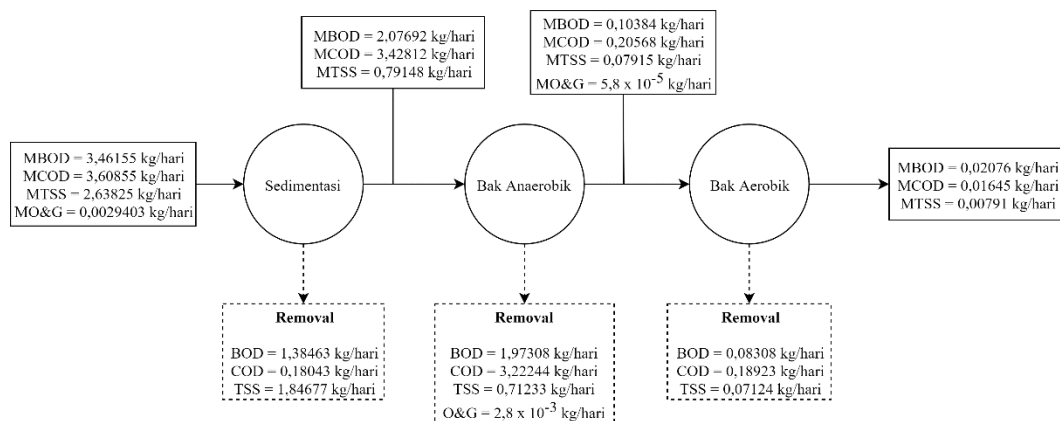 MBOD = 2,07692 kg/hari
MCOD = 3,42812 kg/hari
MTSS = 0,79148 kg/hari
MBOD = 0,10384 kg/hari
MCOD = 0,20568 kg/hari
MTSS = 0,07915 kg/hari
MO&G = 5,8 x 10⁻⁵ kg/hari
MBOD = 3,46155 kg/hari
MCOD = 3,60855 kg/hari
MTSS = 2,63825 kg/hari
MO&G = 0,0029403 kg/hari
Sedimentasi
Bak Anaerobik
Bak Aerobik
MBOD = 0,02076 kg/hari
MCOD = 0,01645 kg/hari
MTSS = 0,00791 kg/hari
Removal
BOD = 1,38463 kg/hari
COD = 0,18043 kg/hari
TSS = 1,84677 kg/hari
Removal
BOD = 1,97308 kg/hari
COD = 3,22244 kg/hari
TSS = 0,71233 kg/hari
O&G = 2,8 x 10⁻³ kg/hari
Removal
BOD = 0,08308 kg/hari
COD = 0,18923 kg/hari
TSS = 0,07124 kg/hari